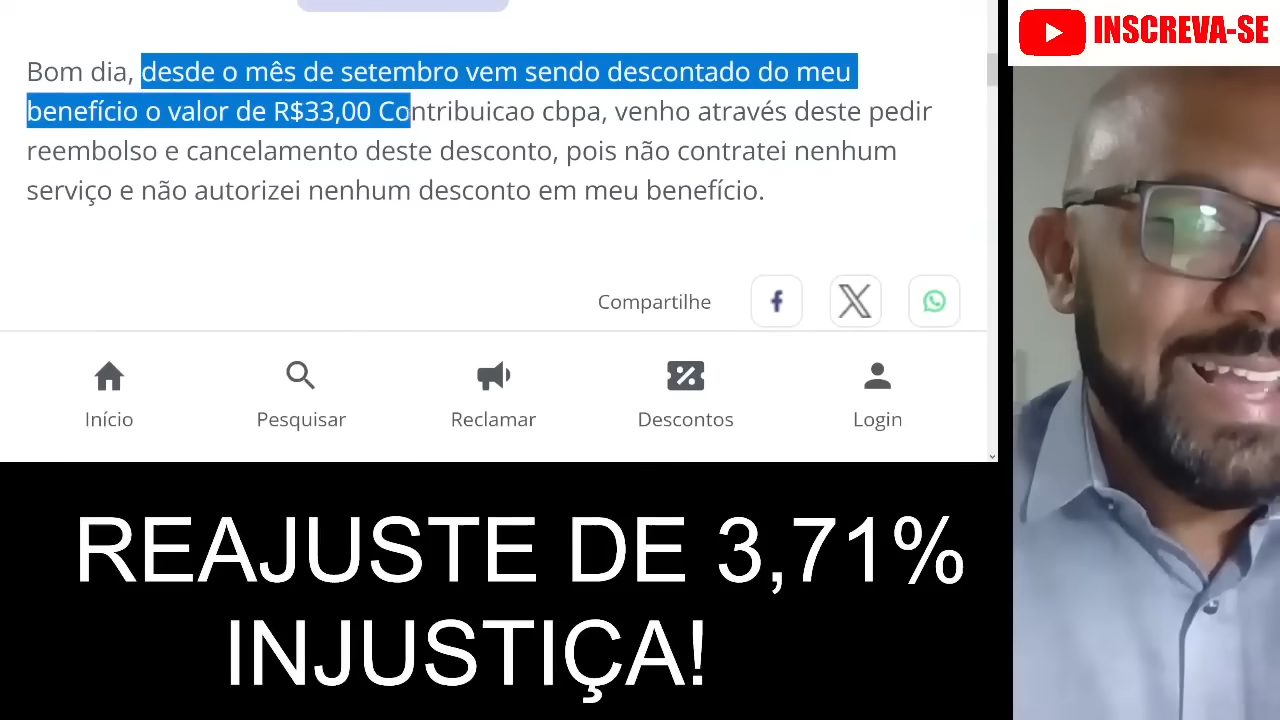 INSCREVA-SE
Bom dia, desde o mês de setembro vem sendo descontado do meu
benefício o valor de R$33,00 Contribuicao cbpa, venho através deste pedir
reembolso e cancelamento deste desconto, pois não contratei nenhum
serviço e não autorizei nenhum desconto em meu benefício.
Compartilhe
Início Pesquisar Reclamar Descontos Login
REAJUSTE DE 3,71%
INJUSTIÇA!